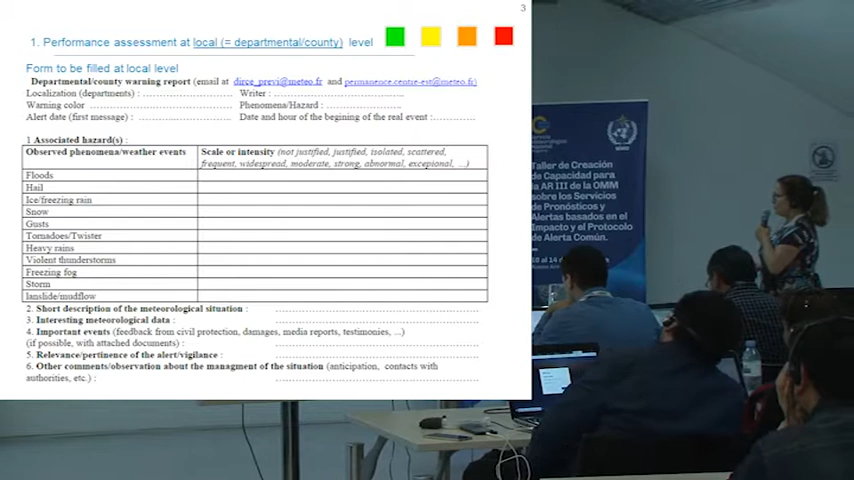 3
1. Performance assessment at local (= departmental/county) level
Form to be filled at local level
Departmental/county warning report (email at dirce_previ@meteo.fr and permanence.centre-est@meteo.fr)
Localization (departments) : Writer :
Warning color Phenomena/Hazard :
Alert date (first message) : Date and hour of the begining of the real event :
1 Associated hazard(s) :
Observed phenomena/weather events Scale or intensity (not justified, justified, isolated, scattered,
frequent, widespread, moderate, strong, abnormal, excepional, ...)
Floods
Hail
Ice/freezing rain
Snow
Gusts
Tornadoes/Twister
Heavy rains
Violent thunderstorms
Freezing fog
Storm
lanslide/mudflow
2. Short description of the meteorological situation :
3. Interesting meteorological data :
4. Important events (feedback from civil protection, damages, media reports, testimonies, ...)
(if possible, with attached documents) :
5. Relevance/pertinence of the alert/vigilance :
6. Other comments/observation about the managment of the situation (anticipation, contacts with
authorities, etc.) :
Taller de Creación
de Capacidad para
la AR III de la OMM
sobre los Servicios
de Pronósticos y
Alertas basados en el
Impacto y el Protocolo
de Alerta Común.
10 al 14 de